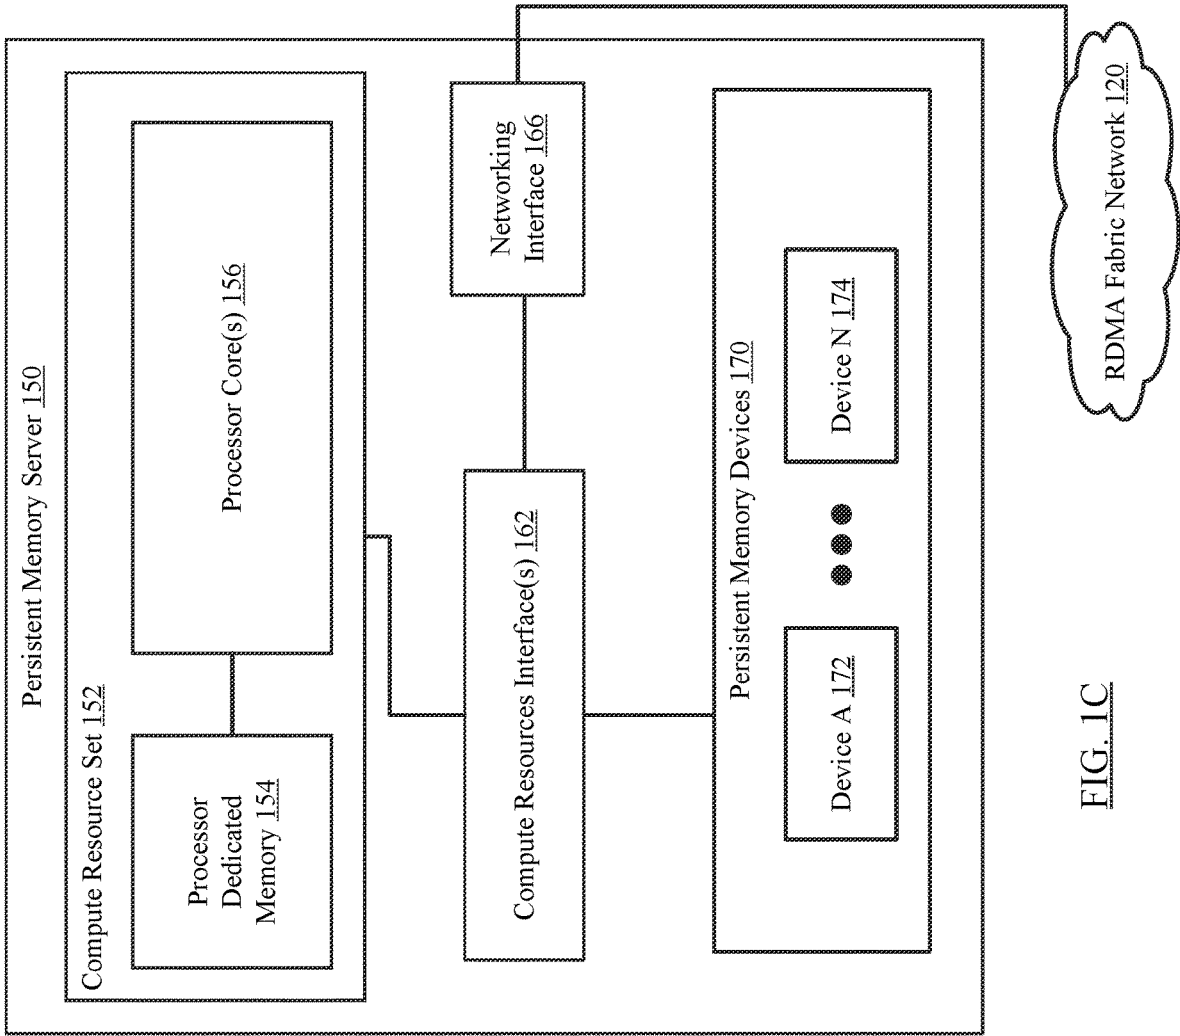 Persistent Memory Server 150
Compute Resource Set 152
Processor
Dedicated
Memory 154
Processor Core(s) 156
Compute Resources Interface(s) 162
Networking
Interface 166
Persistent Memory Devices 170
Device A 172
Device N 174
RDMA Fabric Network 120
FIG. 1C